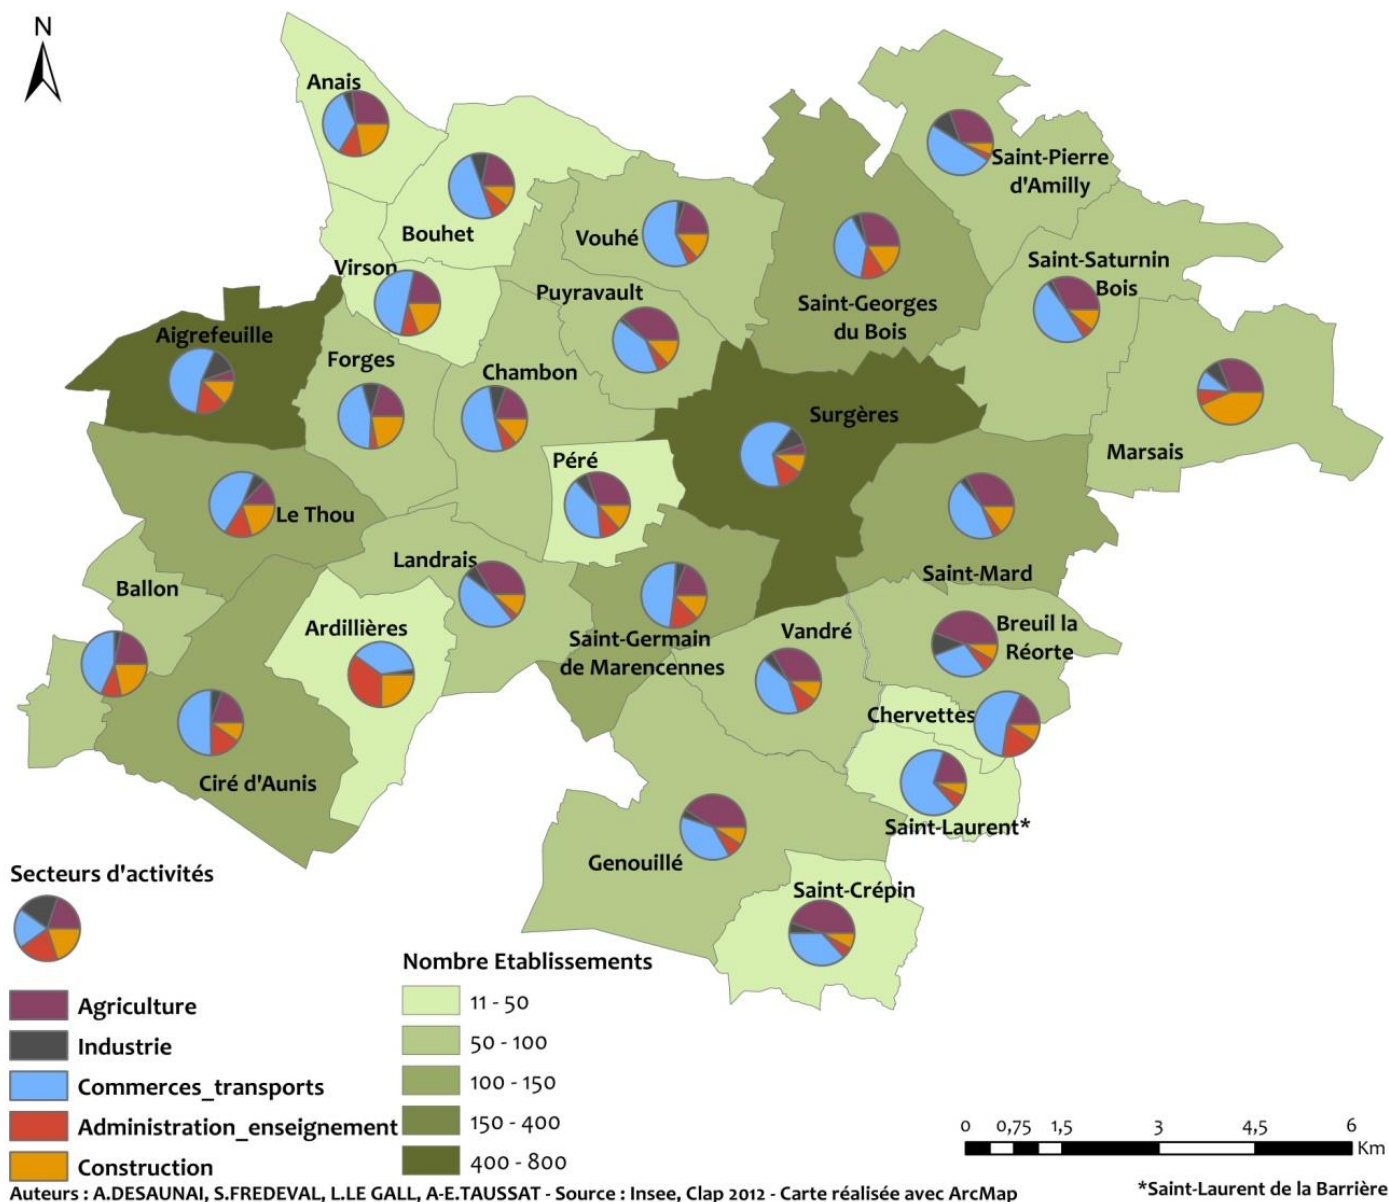 N
Anais
Saint-Pierre
d'Amilly
Bouhet
Vouhé
Saint-Saturnin
Bois
Virson
Puyravault
Saint-Georges
du Bois
Aigrefeuille
Forges
Chambon
Surgères
Marsais
Péré
Le Thou
Landrais
Saint-Mard
Ballon
Ardillières
Saint-Germain
de Marencennes
Vandré
Breuil la
Réorte
Chervettes
Ciré d'Aunis
Saint-Laurent*
Genouillé
Saint-Crépin
Secteurs d'activités
Agriculture
Industrie
Commerces_transports
Administration_enseignement
Construction
Nombre Etablissements
11 - 50
50 - 100
100 - 150
150 - 400
400 - 800
0 0,75 1,5 3 4,5 6
Km
Auteurs : A.DESAUNAI, S.FREDEVAL, L.LE GALL, A-E.TAUSSAT - Source : Insee, Clap 2012 - Carte réalisée avec ArcMap
*Saint-Laurent de la Barrière